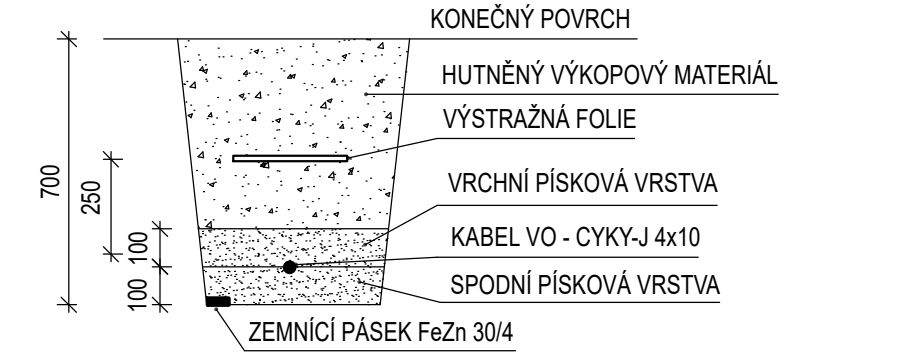 KONEČNÝ POVRCH
HUTNĚNÝ VÝKOPOVÝ MATERIÁL
VÝSTRAŽNÁ FOLIE
700
250
VRCHNÍ PÍSKOVÁ VRSTVA
100
KABEL VO - CYKY-J 4x10
100
SPODNÍ PÍSKOVÁ VRSTVA
ZEMNÍCÍ PÁSEK FeZn 30/4